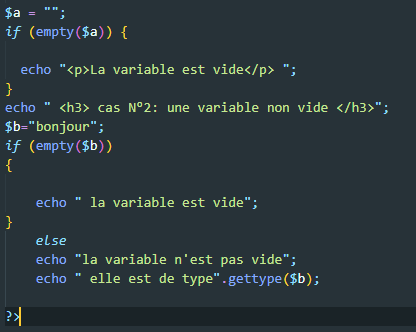 $a = "";
if (empty($a)) {
echo "<p>La variable est vide</p> ";
}
echo " <h3> cas N°2: une variable non vide </h3>";
$b="bonjour";
if (empty($b))
{
echo " la variable est vide";
}
else
echo "la variable n'est pas vide";
echo " elle est de type".gettype($b);
?>